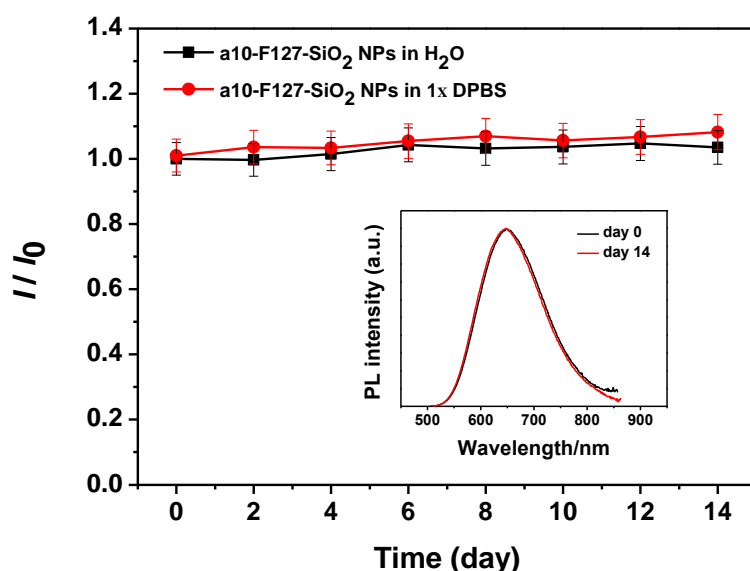 1.4
1.2
1.0
0.8
0.6
0.4
0.2
0.0
I / I0
a10-F127-SiO2 NPs in H2O
a10-F127-SiO2 NPs in 1x DPBS
PL intensity (a.u.)
day 0
day 14
500 600 700 800 900
Wavelength/nm
0 2 4 6 8 10 12 14
Time (day)